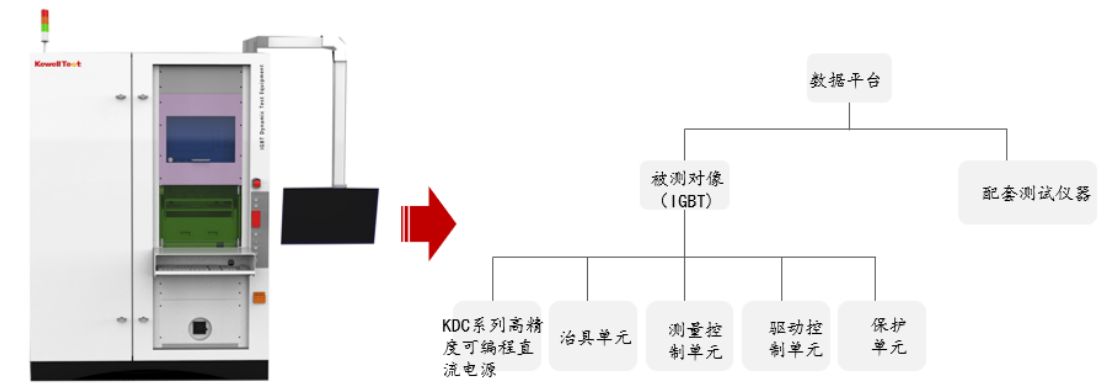 Kewell Test
IGBT Dynamic Test Equipment
数据平台
被测对像
(IGBT)
配套测试仪器
KDC系列高精
度可编程直
流电源
治具单元
测量控
制单元
驱动控
制单元
保护
单元